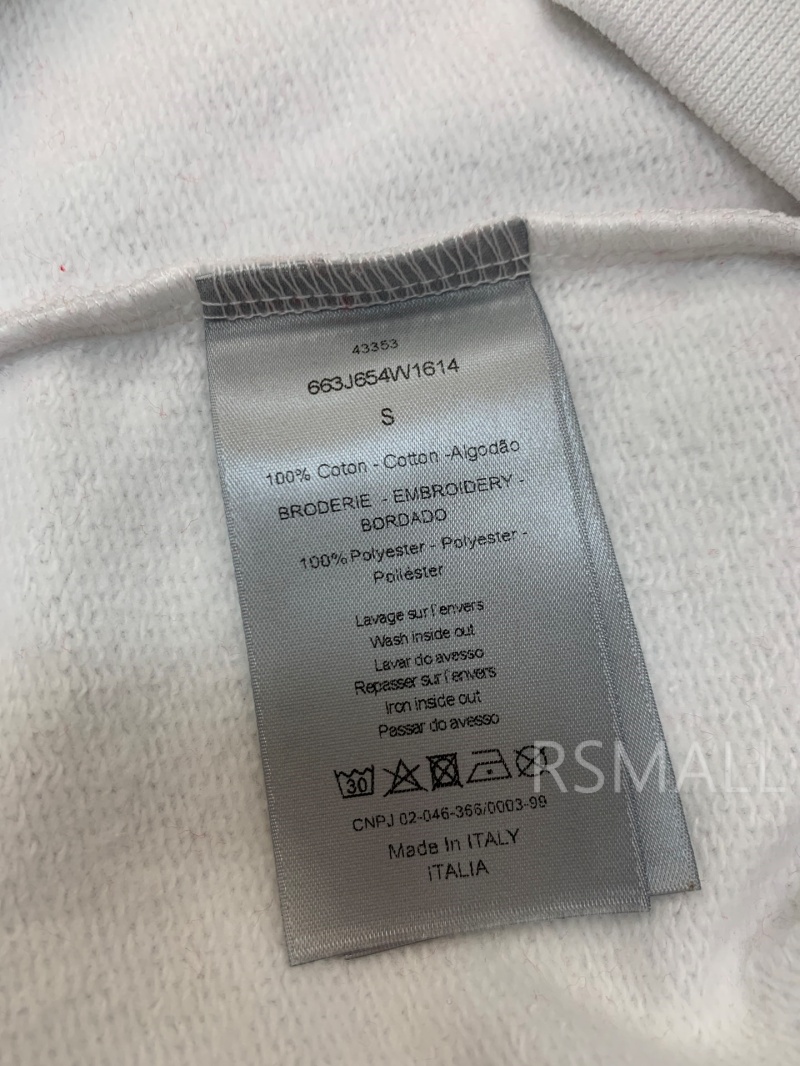 43353
663J654W1614
S
100% Coton - Cotton -Algodão
BRODERIE - EMBROIDERY -
BORDADO
100% Polyester - Polyester -
Poliéster
Lavage sur l'envers
Wash inside out
Lavar do avesso
Repasser sur l'envers
Iron inside out
Passar do avesso
30
RSMALL
CNPJ 02-046-366/0003-99
Made In ITALY
ITALIA